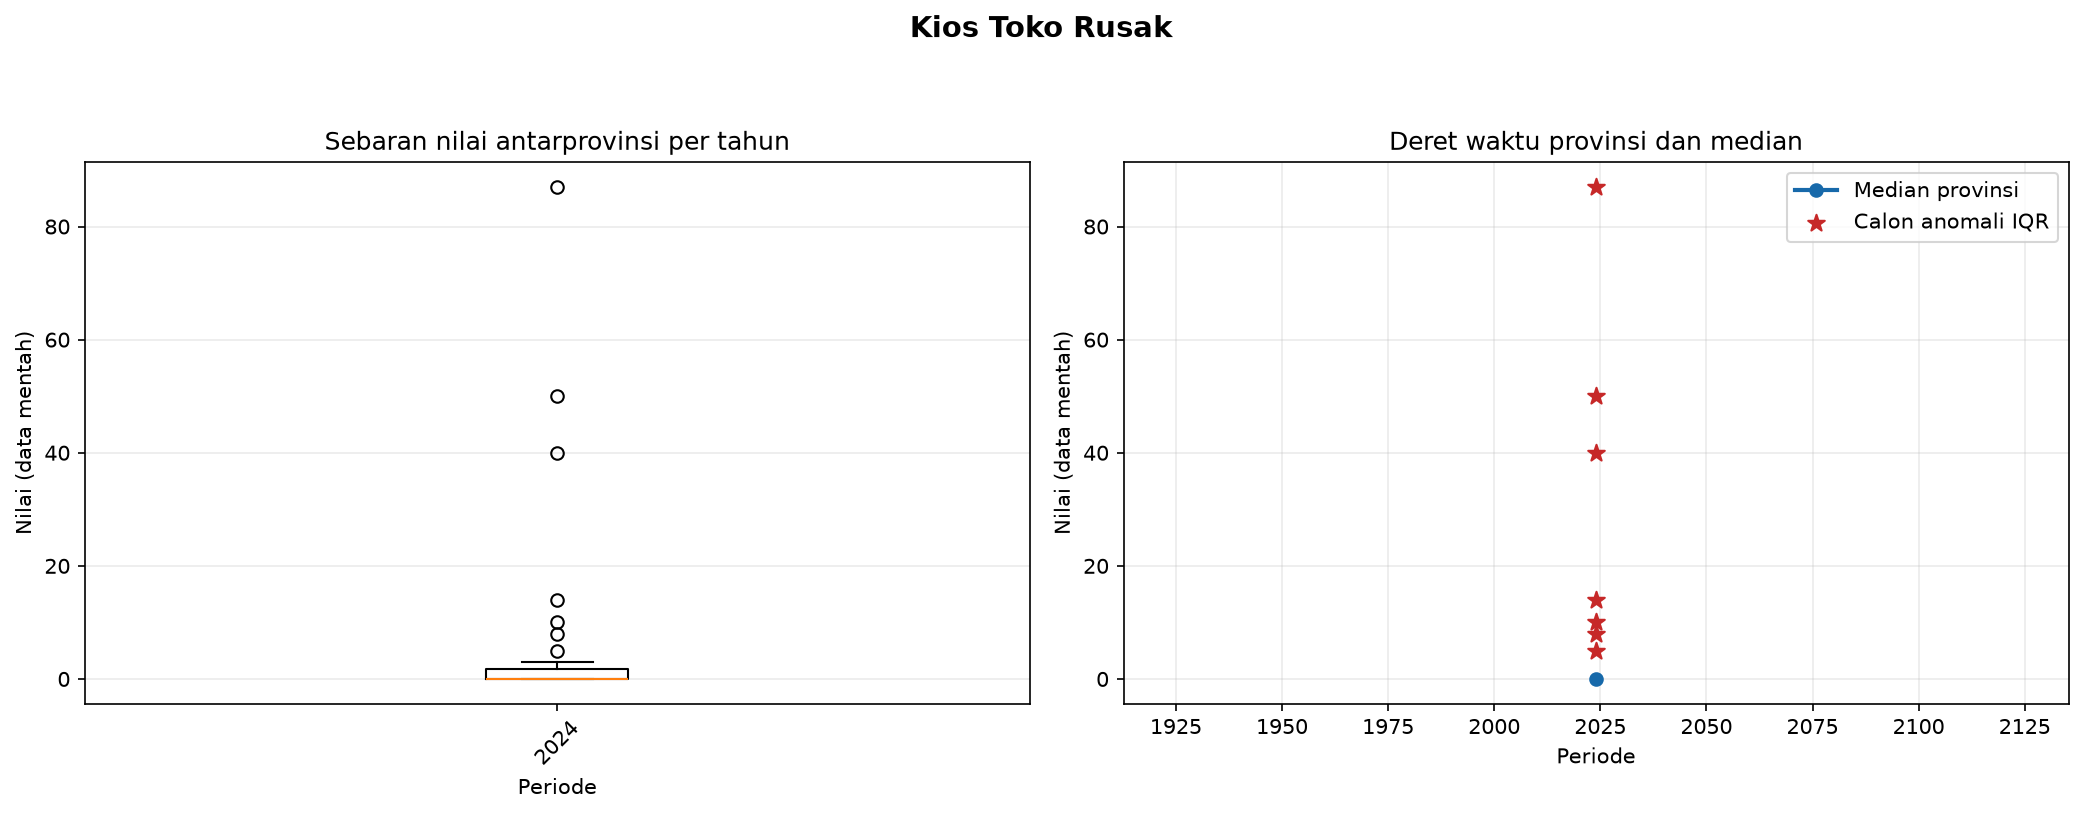 Kios Toko Rusak
Sebaran nilai antarprovinsi per tahun
Nilai (data mentah)
80
60
40
20
0
2024
Periode
Deret waktu provinsi dan median
Nilai (data mentah)
80
60
40
20
0
Median provinsi
Calon anomali IQR
1925 1950 1975 2000 2025 2050 2075 2100 2125
Periode